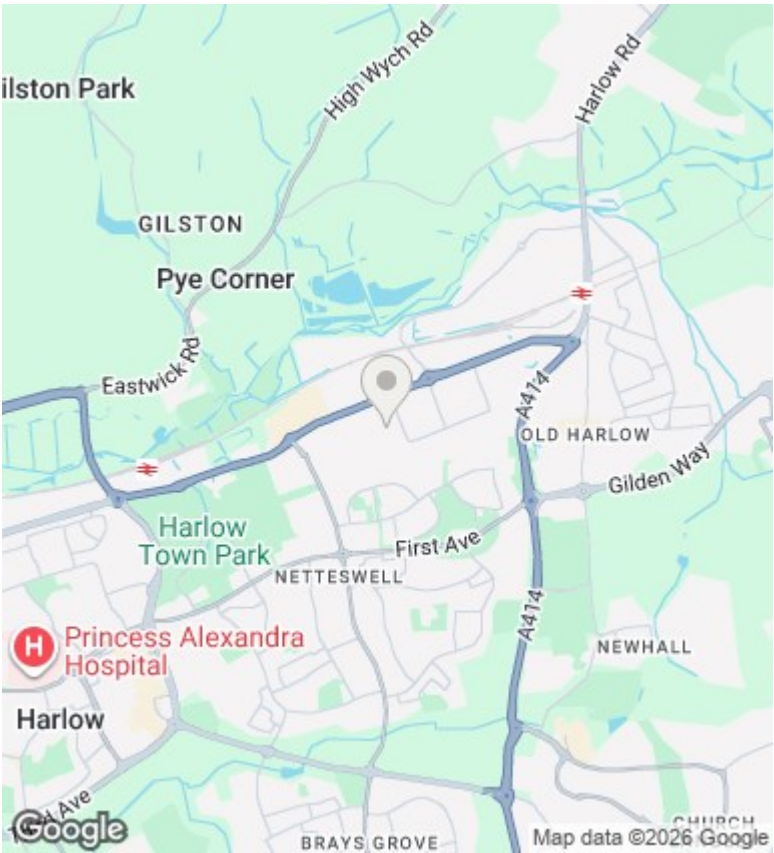 High Wych Rd
Harlow Rd
ilston Park
GILSTON
Pye Corner
Eastwick Rd
A414
OLD HARLOW
Gilden Way
Harlow
Town Park
First Ave
NETTESWELL
A414
H
Princess Alexandra
Hospital
NEWHALL
Harlow
Ave
Google
BRAYS GROVE
CHURCH
Map data ©2026 Google